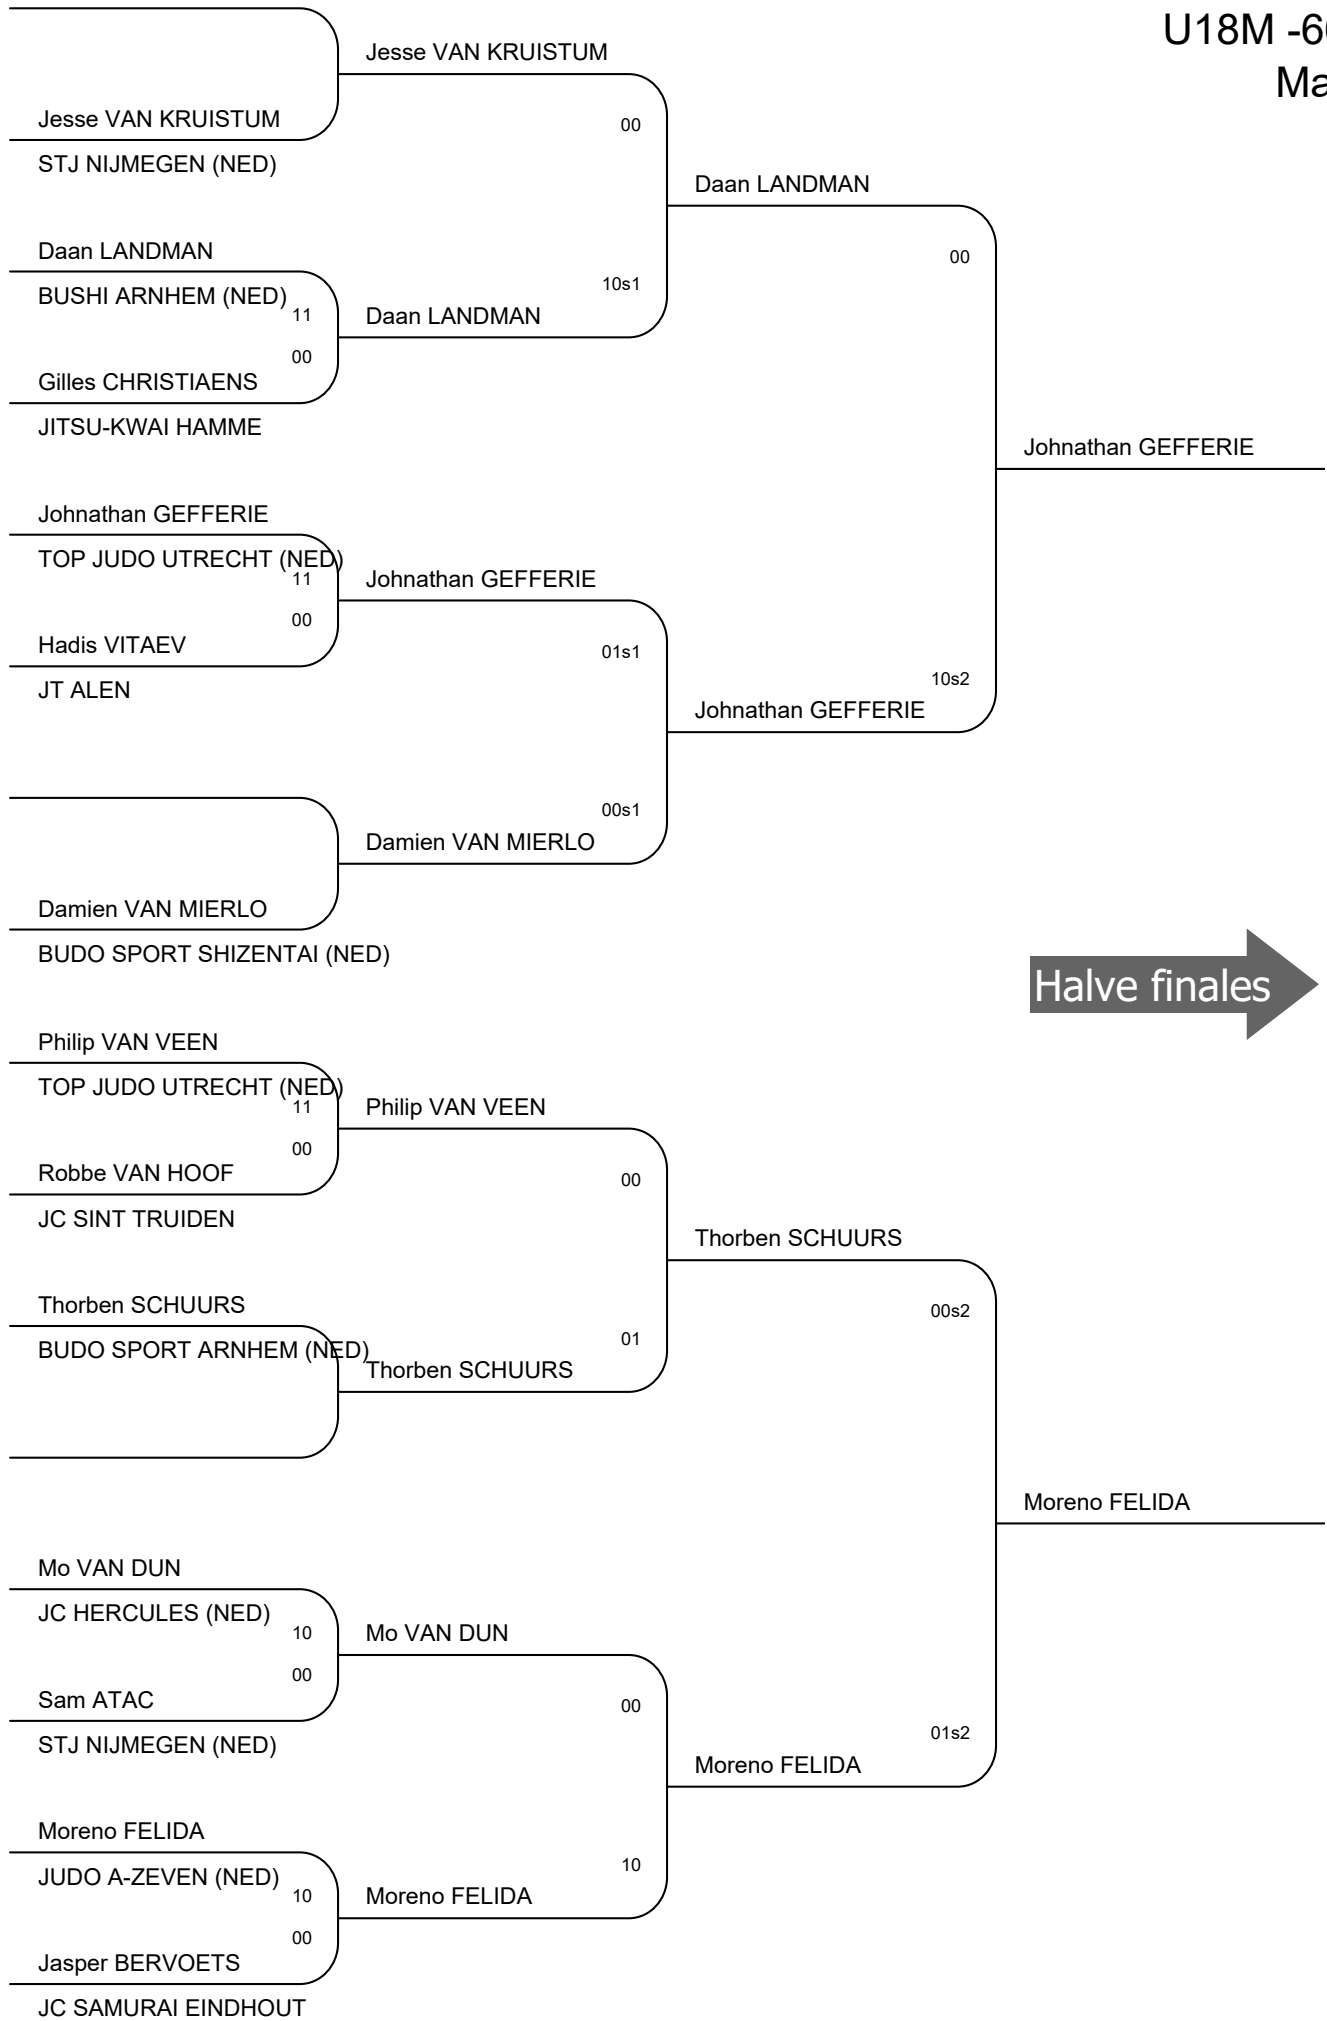 U18M -6
Ma
Jesse VAN KRUISTUM
Jesse VAN KRUISTUM
00
STJ NIJMEGEN (NED)
Daan LANDMAN
Daan LANDMAN
00
BUSHI ARNHEM (NED)
10s1
11
Daan LANDMAN
00
Gilles CHRISTIAENS
JITSU-KWAI HAMME
Johnathan GEFFERIE
Johnathan GEFFERIE
TOP JUDO UTRECHT (NED)
11
Johnathan GEFFERIE
00
Hadis VITAEV
01s1
JT ALEN
10s2
Johnathan GEFFERIE
00s1
Damien VAN MIERLO
Damien VAN MIERLO
BUDO SPORT SHIZENTAI (NED)
Halve finales
Philip VAN VEEN
TOP JUDO UTRECHT (NED)
11
Philip VAN VEEN
00
Robbe VAN HOOF
00
JC SINT TRUIDEN
Thorben SCHUURS
Thorben SCHUURS
00s2
BUDO SPORT ARNHEM (NED)
01
Thorben SCHUURS
Moreno FELIDA
Mo VAN DUN
JC HERCULES (NED)
10
Mo VAN DUN
00
Sam ATAC
00
STJ NIJMEGEN (NED)
01s2
Moreno FELIDA
Moreno FELIDA
JUDO A-ZEVEN (NED)
10
10
Moreno FELIDA
00
Jasper BERVOETS
JC SAMURAI EINDHOUT